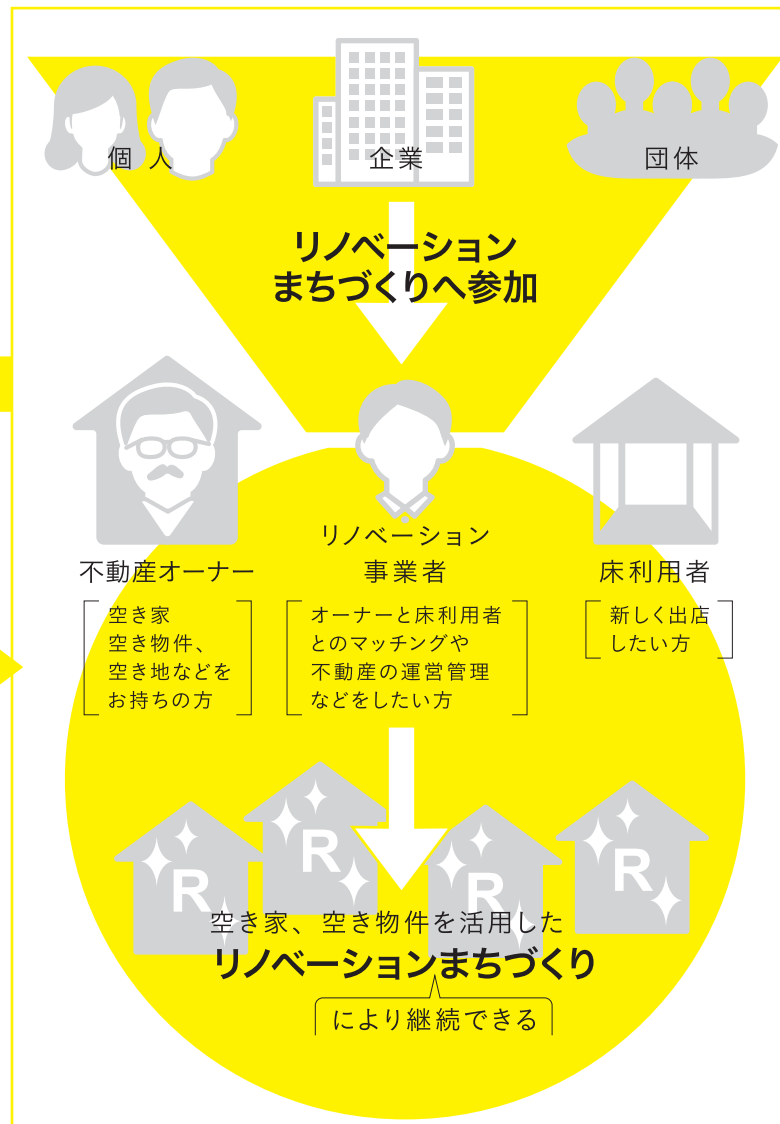 個人
企業
団体
リノベーション
まちづくりへ参加
不動産オーナー
空き家
空き物件、
空き地などを
お持ちの方
リノベーション
事業者
オーナーと床利用者
とのマッチングや
不動産の運営管理
などをしたい方
床利用者
新しく出店
したい方
R
R
R
R
空き家、空き物件を活用した
リノベーションまちづくり
により継続できる